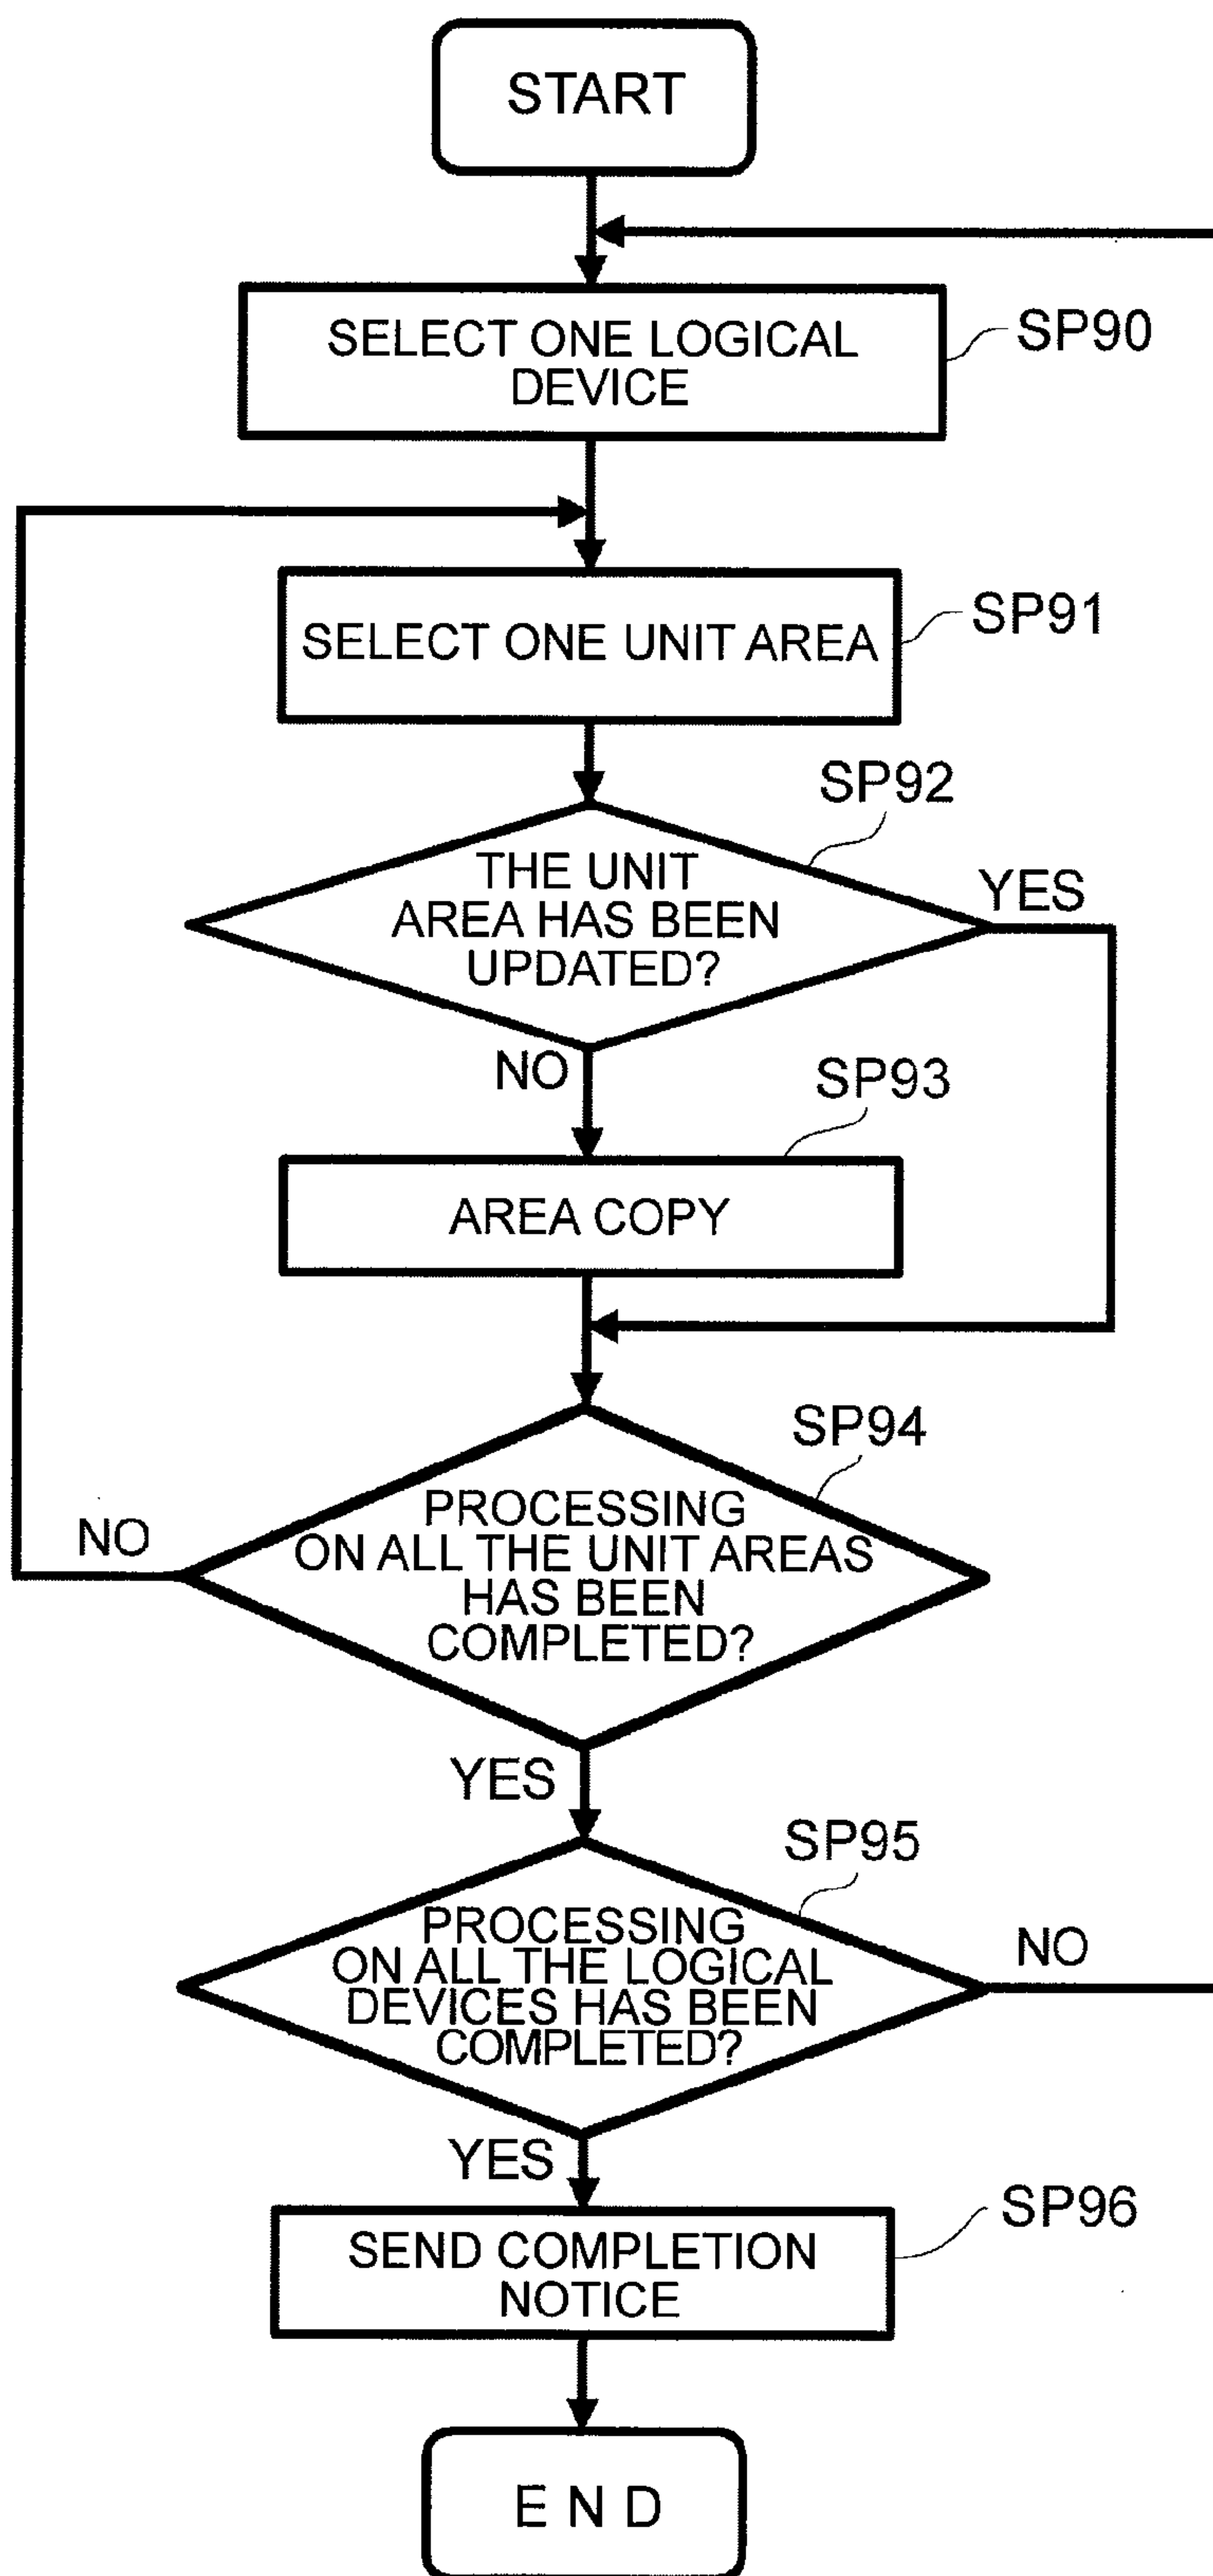 START
SELECT ONE LOGICAL
DEVICE
SP90
SELECT ONE UNIT AREA
SP91
SP92
THE UNIT
AREA HAS BEEN
UPDATED?
YES
NO
SP93
AREA COPY
SP94
PROCESSING
ON ALL THE UNIT AREAS
HAS BEEN
COMPLETED?
NO
YES
SP95
PROCESSING
ON ALL THE LOGICAL
DEVICES HAS BEEN
COMPLETED?
NO
YES
SP96
SEND COMPLETION
NOTICE
E N D